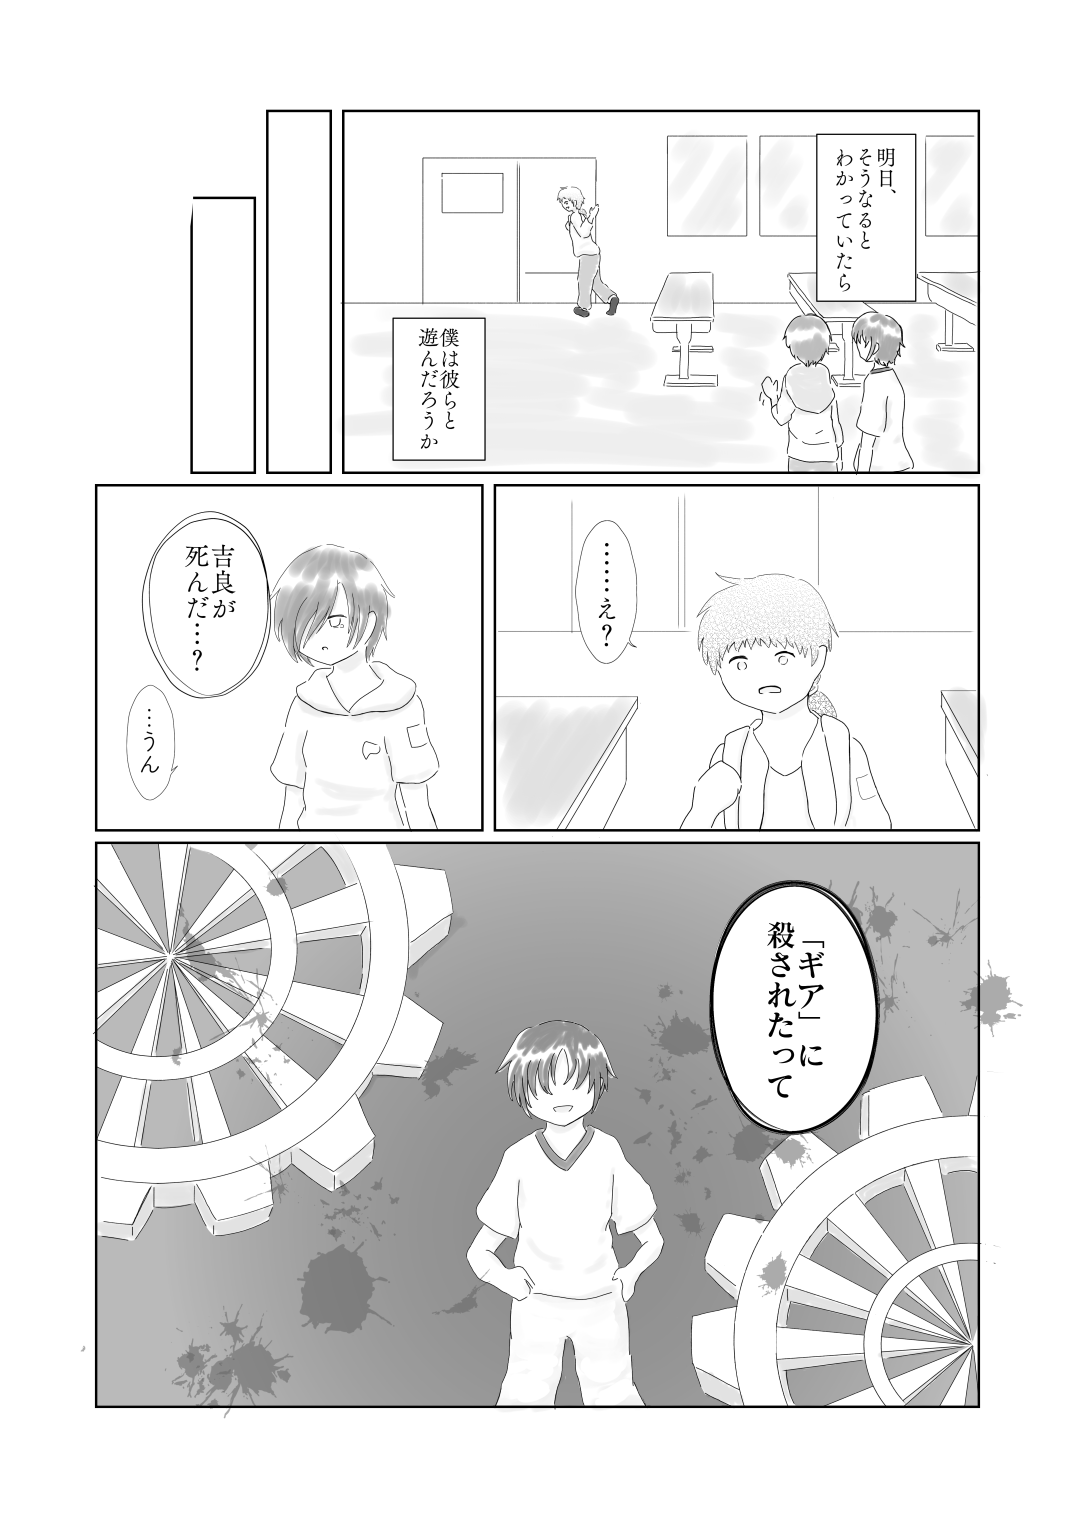 明日、
そうなると
わかっていたら
僕は彼らと
遊んだろうか
……え?
吉良が
死んだ…?
…うん
「ギア」に
殺されたって